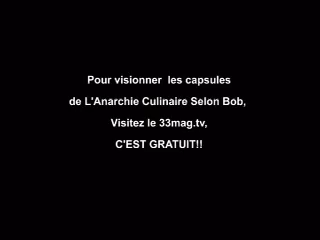 Pour visionner les capsules
de L'Anarchie Culinaire Selon Bob,
Visitez le 33mag.tv,
C'EST GRATUIT!!